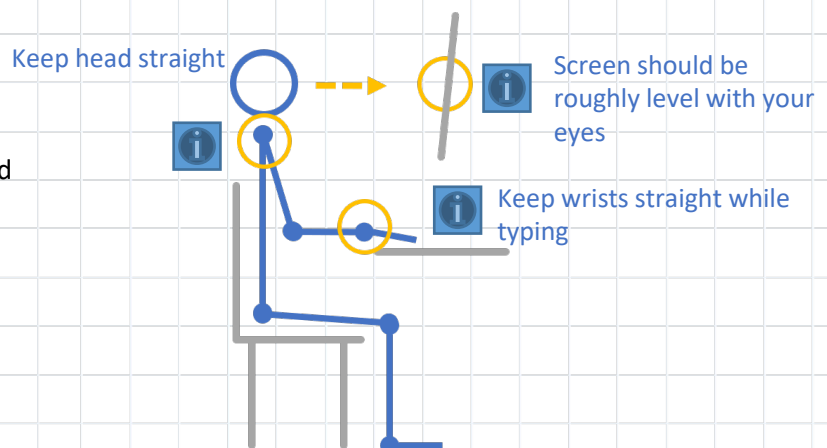 Keep head straight
Screen should be
roughly level with your
eyes
d
Keep wrists straight while
typing